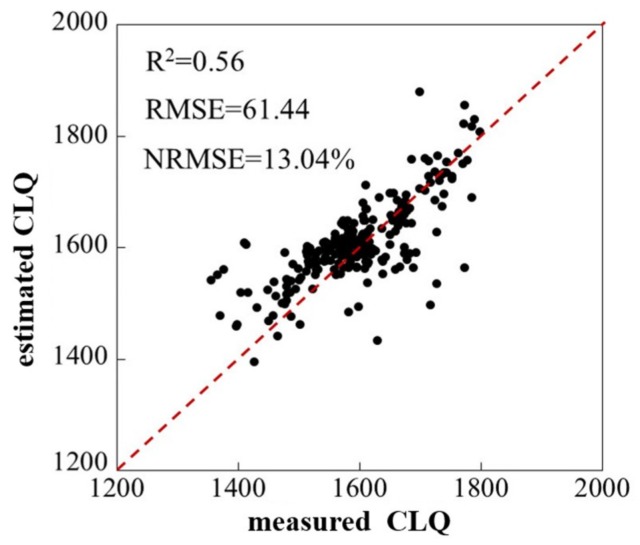 2000
R²=0.56
RMSE=61.44
1800
NRMSE=13.04%
1600
estimated CLQ
1400
1200
1200 1400 1600 1800 2000
measured CLQ